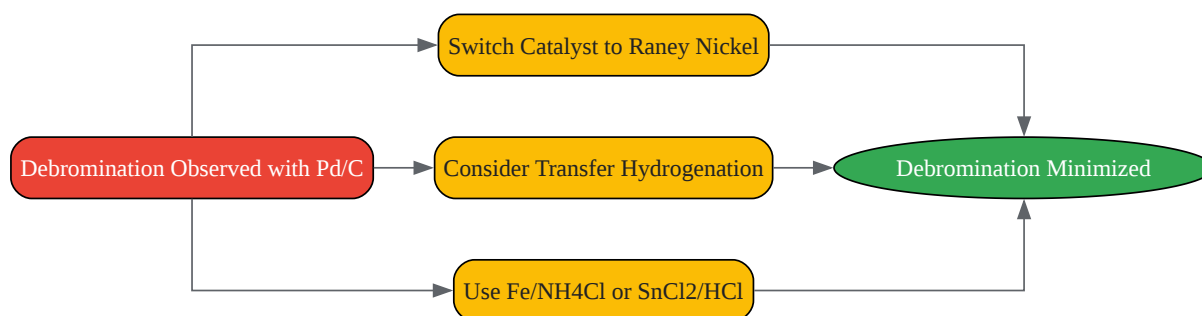 Switch Catalyst to Raney Nickel
Debromination Observed with Pd/C
Consider Transfer Hydrogenation
Debromination Minimized
Use Fe/NH4Cl or SnCl2/HCl